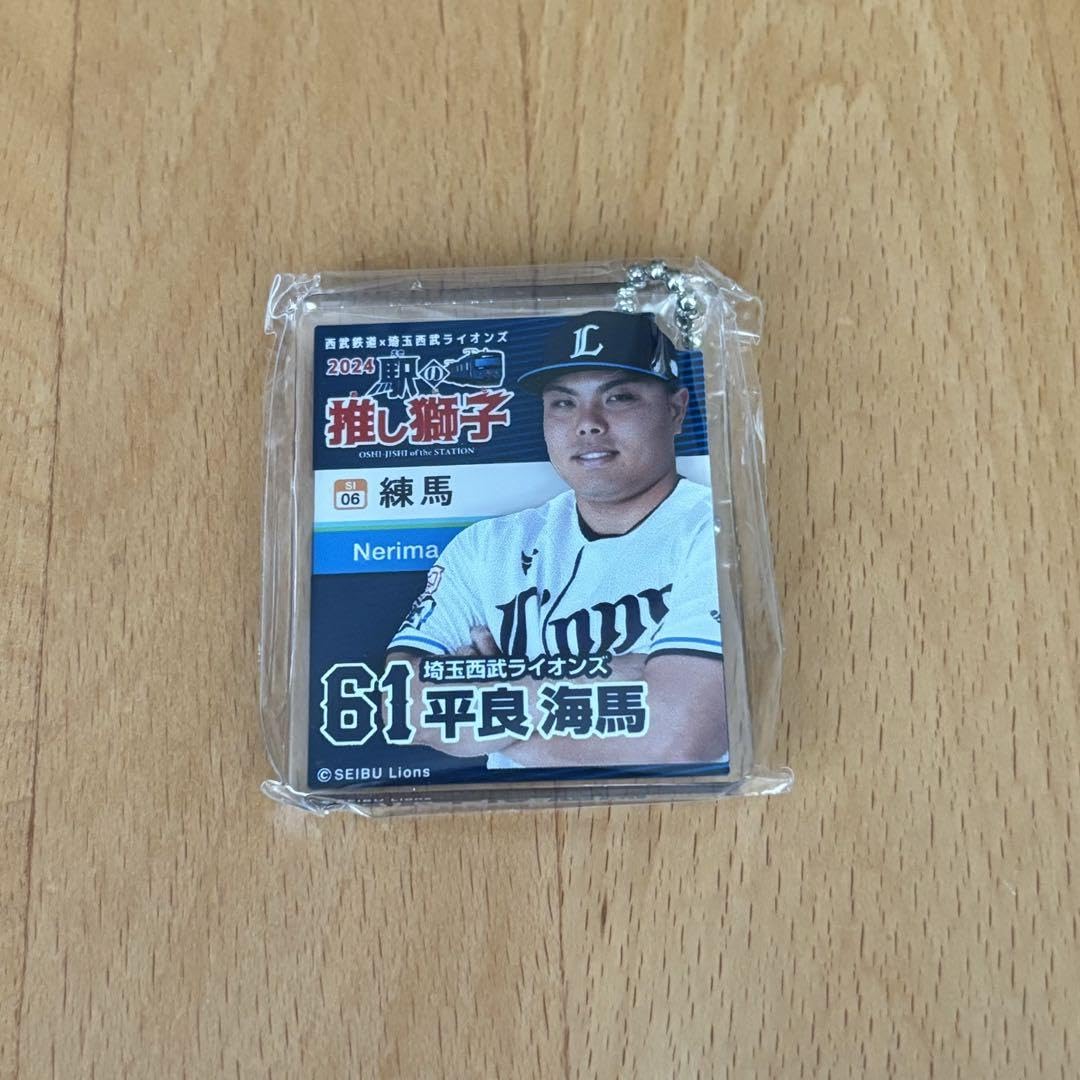 西武鉄道×埼玉西武ライオンズ
2024 駅の
推し獅子
OSHI-JISHI of the STATION
SI
06 練馬
Nerima
L
Lions
埼玉西武ライオンズ
61 平良 海馬
©SEIBU Lions